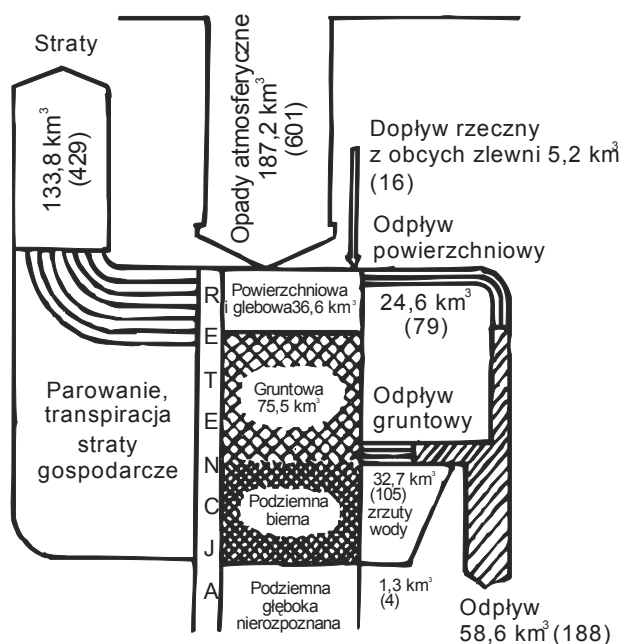 Straty
133,8 km³
(429)
Opady atmosferyczne
187,2 km³
(601)
Dopływ rzeczny
z obcych zlewni 5,2 km³
(16)
Odpływ
powierzchniowy
24,6 km³
(79)
RETENCJA
Powierzchniowa
i glebowa36,6 km³
Gruntowa
75,5 km³
Parowanie,
transpiracja
straty
gospodarcze
Odpływ
gruntowy
32,7 km³
(105)
zrzuty
wody
Podziemna
bierna
1,3 km³
(4)
Podziemna
głęboka
nierozpoznana
Odpływ
58,6 km³ (188)